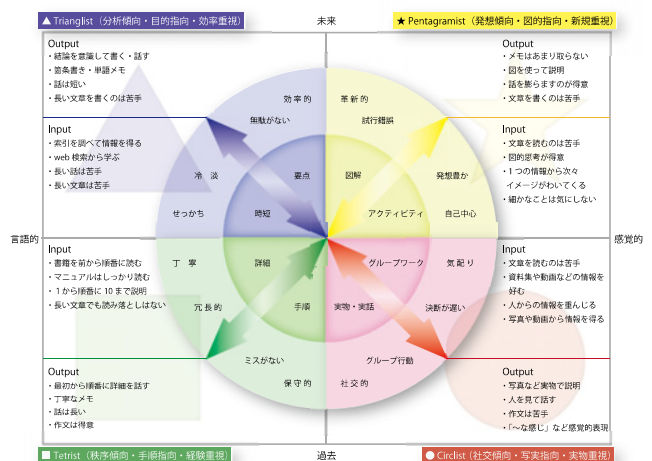 ▲ Trianglist（分析傾向・目的指向・効率重視）
未来
★ Pentagramist（発想傾向・図的指向・新規重視）
Output
・結論を意識して書く・話す
・箇条書き・単語メモ
・話は短い
・長い文章を書くのは苦手
Input
・索引を調べて情報を得る
・web 検索から学ぶ
・長い話は苦手
・長い文章は苦手
Output
・メモはあまり取らない
・図を使って説明
・話を膨らますのが得意
・文章を書くのは苦手
Input
・文章を読むのは苦手
・図的思考が得意
・1 つの情報から次々
イメージがわいてくる
・細かなことは気にしない
効率的
革新的
無駄がない
試行錯誤
冷　淡
要点
図解
発想豊か
せっかち
時短
アクティビティ
自己中心
言語的
感覚的
丁　寧
詳細
グループワーク
気配り
冗長的
手順
実物・実話
決断が遅い
ミスがない
グループ行動
保守的
社交的
Input
・書籍を前から順番に読む
・マニュアルはしっかり読む
・1 から順番に 10 まで説明
・長い文章でも読み落としはない
Output
・最初から順番に詳細を話す
・丁寧なメモ
・話は長い
・作文は得意
Input
・文章を読むのは苦手
・資料集や動画などの情報を
好む
・人からの情報を重んじる
・写真や動画から情報を得る
Output
・写真など実物で説明
・人を見て話す
・作文は苦手
・「〜な感じ」など感覚的表現
■ Tetrist（秩序傾向・手順指向・経験重視）
過去
● Circlist（社交傾向・写実指向・実物重視）